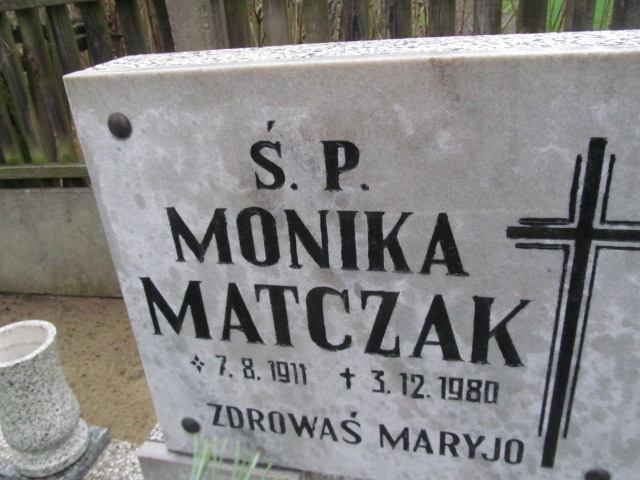 Ś. P.
MONIKA
MATCZAK
7. 8. 1911 ✝ 3. 12. 1980
ZDROWAŚ MARYJO